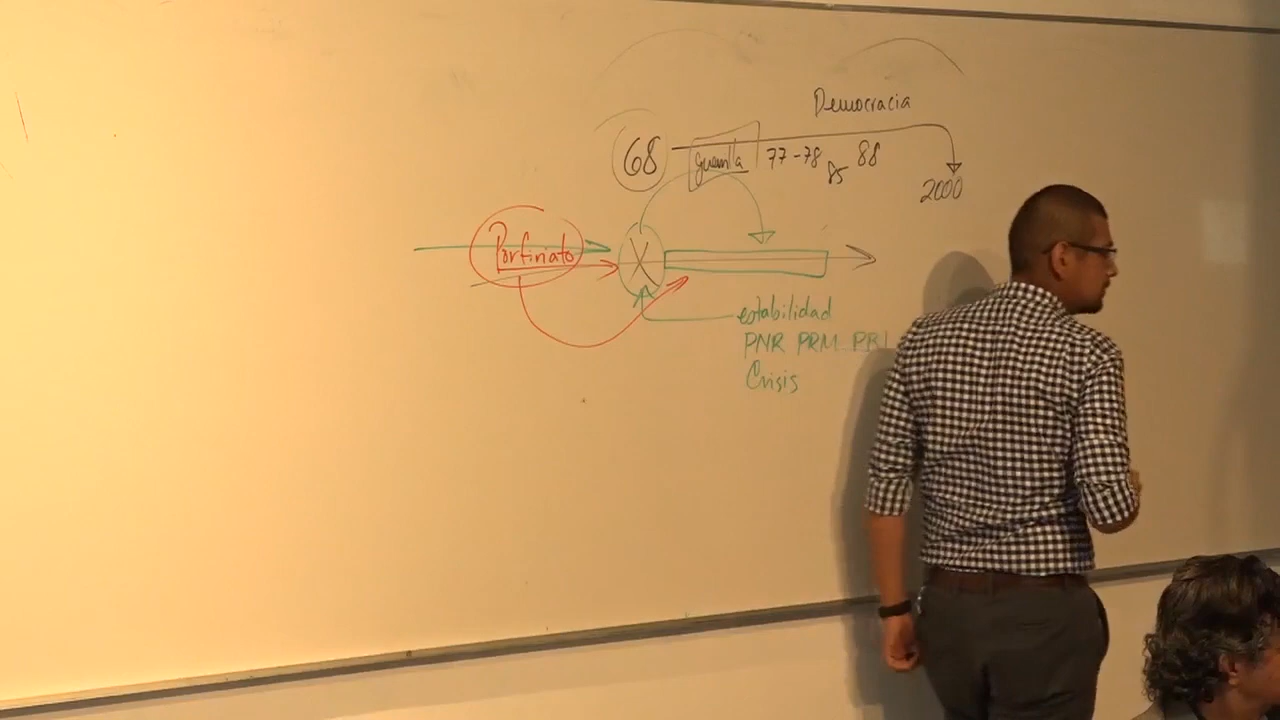 Democracia
68 guerrilla 77-78 85 88
2000
Porfiriato X
estabilidad
PNR PRM PRI
Crisis